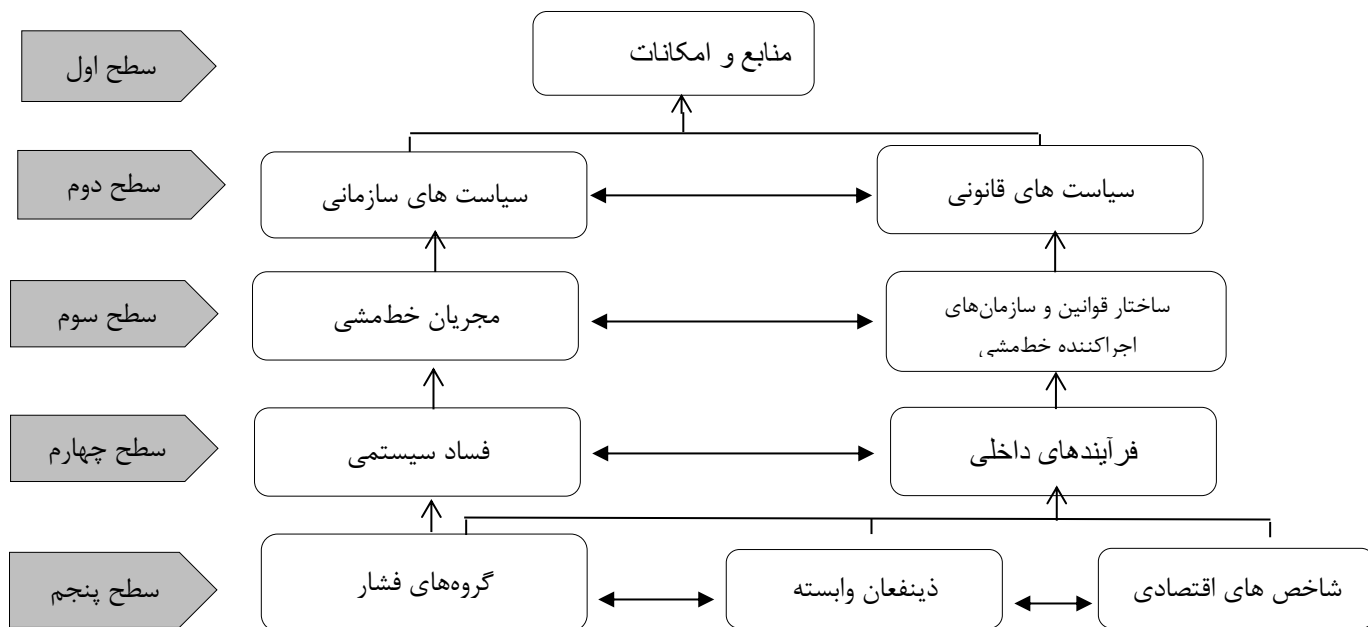 منابع و امکانات
سطح اول
سیاست های قانونی
سیاست های سازمانی
سطح دوم
ساختار قوانین و سازمان‌های
اجراکننده خط‌مشی
مجریان خط‌مشی
سطح سوم
فرآیندهای داخلی
فساد سیستمی
سطح چهارم
شاخص های اقتصادی
ذینفعان وابسته
گروه‌های فشار
سطح پنجم